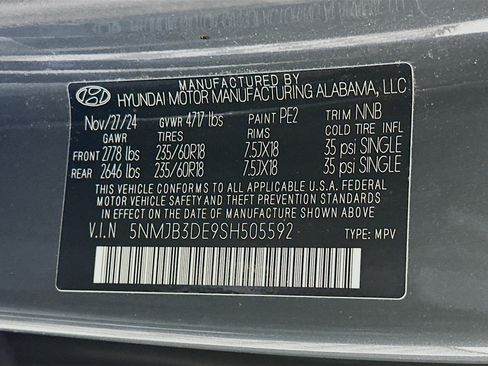 MANUFACTURED BY
HYUNDAI MOTOR MANUFACTURING ALABAMA, LLC
Nov/27/24 GVWR 4717 lbs PAINT PE2 TRIM NNB
GAWR TIRES RIMS COLD TIRE INFL
FRONT 2778 lbs 235/60R18 7.5JX18 35 psi SINGLE
REAR 2646 lbs 235/60R18 7.5JX18 35 psi SINGLE
THIS VEHICLE CONFORMS TO ALL APPLICABLE U.S.A. FEDERAL
MOTOR VEHICLE SAFETY AND THEFT PREVENTION STANDARDS
IN EFFECT ON THE DATE OF MANUFACTURE SHOWN ABOVE.
V.I.N 5NMJB3DE9SH505592 TYPE: MPV